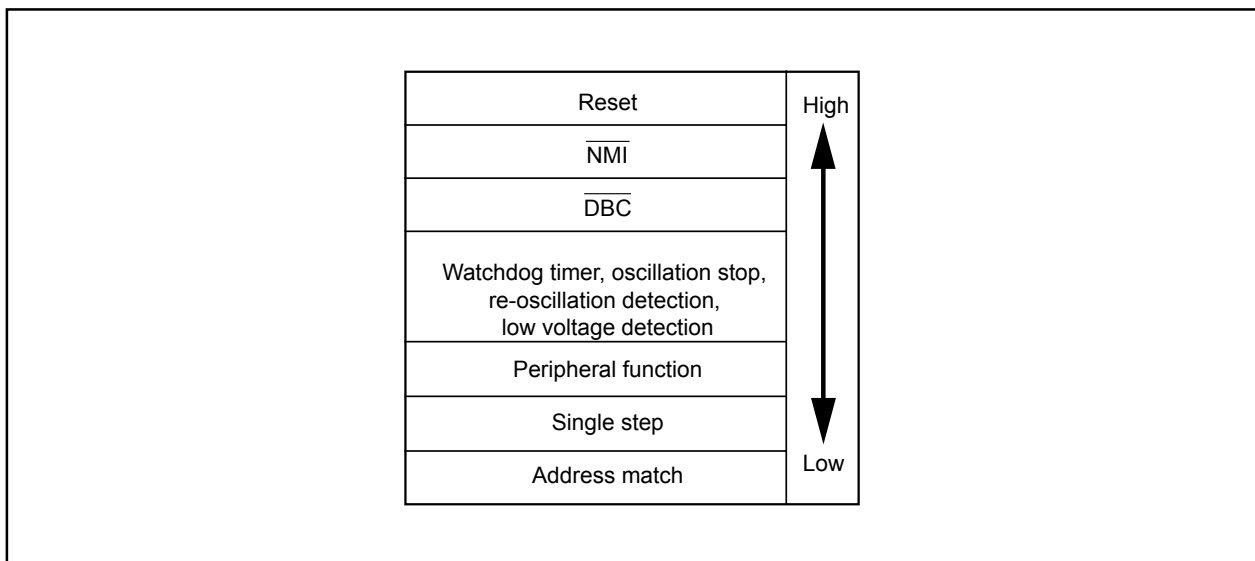 Reset
High
NMI
DBC
Watchdog timer, oscillation stop,
re-oscillation detection,
low voltage detection
Peripheral function
Single step
Address match
Low